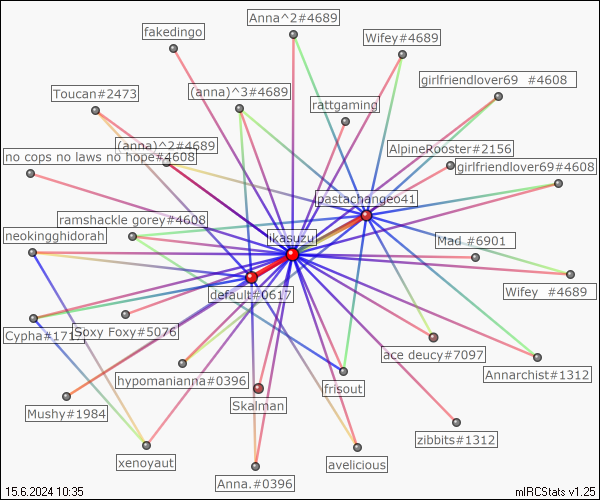 Anna^2#4689
fakedingo
Wifey#4689
girlfriendlover69 #4608
Toucan#2473
(anna)^3#4689
rattgaming
(anna)^2#4689
AlpineRooster#2156
no cops no laws no hope#4608
girlfriendlover69#4608
pastachange041
ramshackle gorey#4608
neokingghidorah
ikasuzu
Mad #6901
default#0617
Wifey #4689
Cypha#1717
Soxy Foxy#5076
ace deucy#7097
Annarchist#1312
hypomanianna#0396
frisout
Mushy#1984
Skalman
zibbits#1312
xenoyaut
avelicious
Anna.#0396
15.6.2024 10:35
mIRCStats v1.25